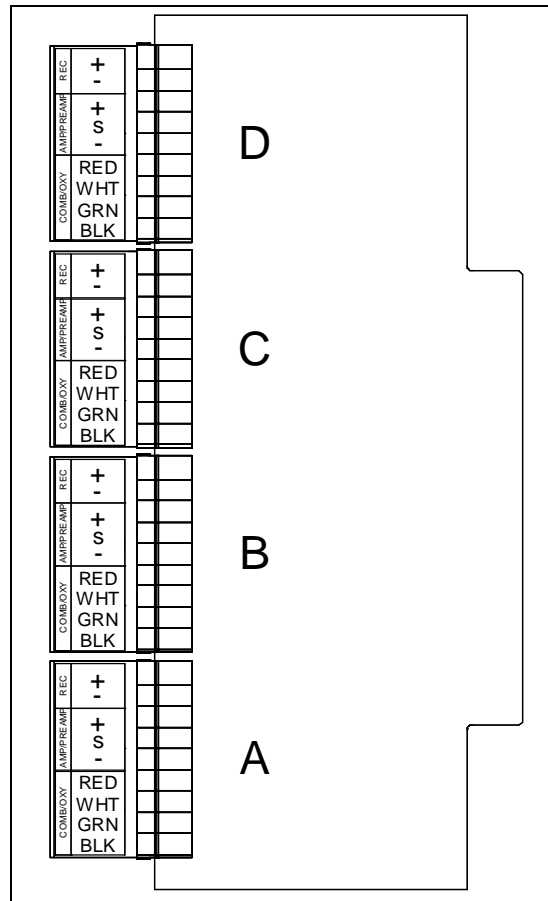 REC
+
-
AMP/PREAMP
+
S
-
COMB/OXY
RED
WHT
GRN
BLK
D
REC
+
-
AMP/PREAMP
+
S
-
COMB/OXY
RED
WHT
GRN
BLK
C
REC
+
-
AMP/PREAMP
+
S
-
COMB/OXY
RED
WHT
GRN
BLK
B
REC
+
-
AMP/PREAMP
+
S
-
COMB/OXY
RED
WHT
GRN
BLK
A